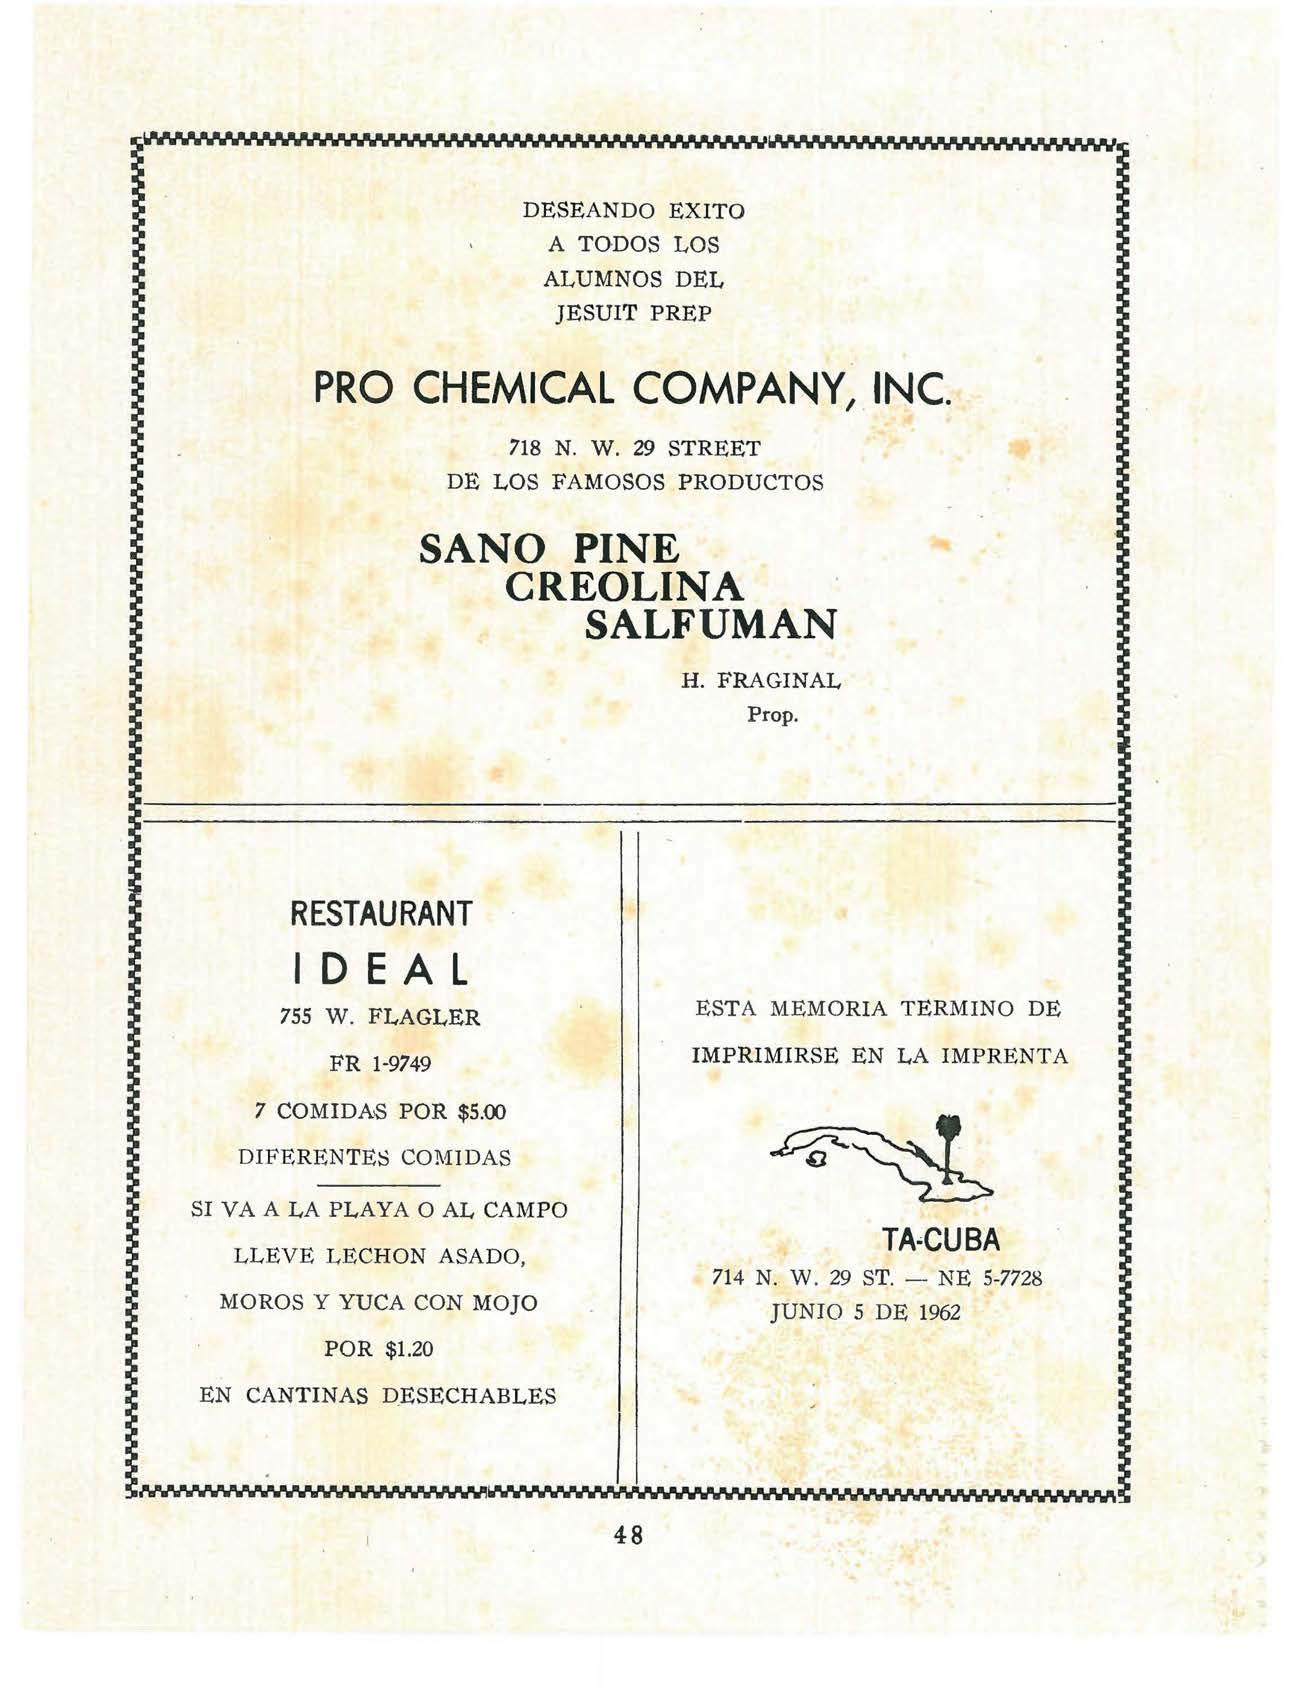 DESEANDO EXITO
A TODOS LOS
ALUMNOS DEL
JESUIT PREP
PRO CHEMICAL COMPANY, INC.
718 N. W. 29 STREET
DE LOS FAMOSOS PRODUCTOS
SANO PINE
CREOLINA
SALFUMAN
H. FRAGINAL
Prop.
RESTAURANT
IDEAL
755 W. FLAGLER
FR 1-9749
7 COMIDAS POR $5.00
DIFERENTES COMIDAS
SI VA A LA PLAYA O AL CAMPO
LLEVE LECHON ASADO,
MOROS Y YUCA CON MOJO
POR $1.20
EN CANTINAS DESECHABLES
ESTA MEMORIA TERMINO DE
IMPRIMIRSE EN LA IMPRENTA
TA-CUBA
714 N. W. 29 ST. — NE 5-7728
JUNIO 5 DE 1962
48